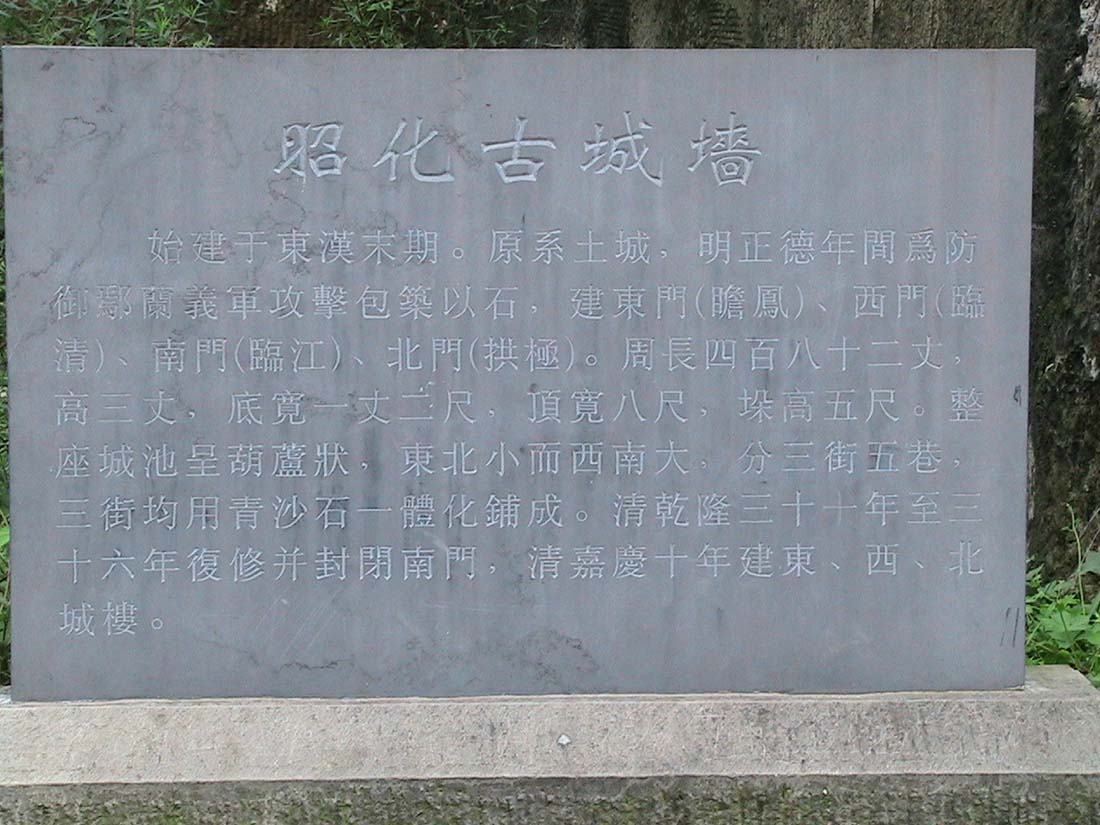 昭化古城墻
始建于東漢末期。原系土城，明正德年間爲防
御鄢蘭義軍攻擊包築以石，建東門(瞻鳳)、西門(臨
清)、南門(臨江)、北門(拱極)。周長四百八十二丈，
高三丈，底寬一丈二尺，頂寬八尺，垛高五尺。整
座城池呈葫蘆狀，東北小而西南大，分三街五巷，
三街均用青沙石一體化鋪成。清乾隆三十十年至三
十六年復修并封閉南門，清嘉慶十年建東、西、北
城樓。